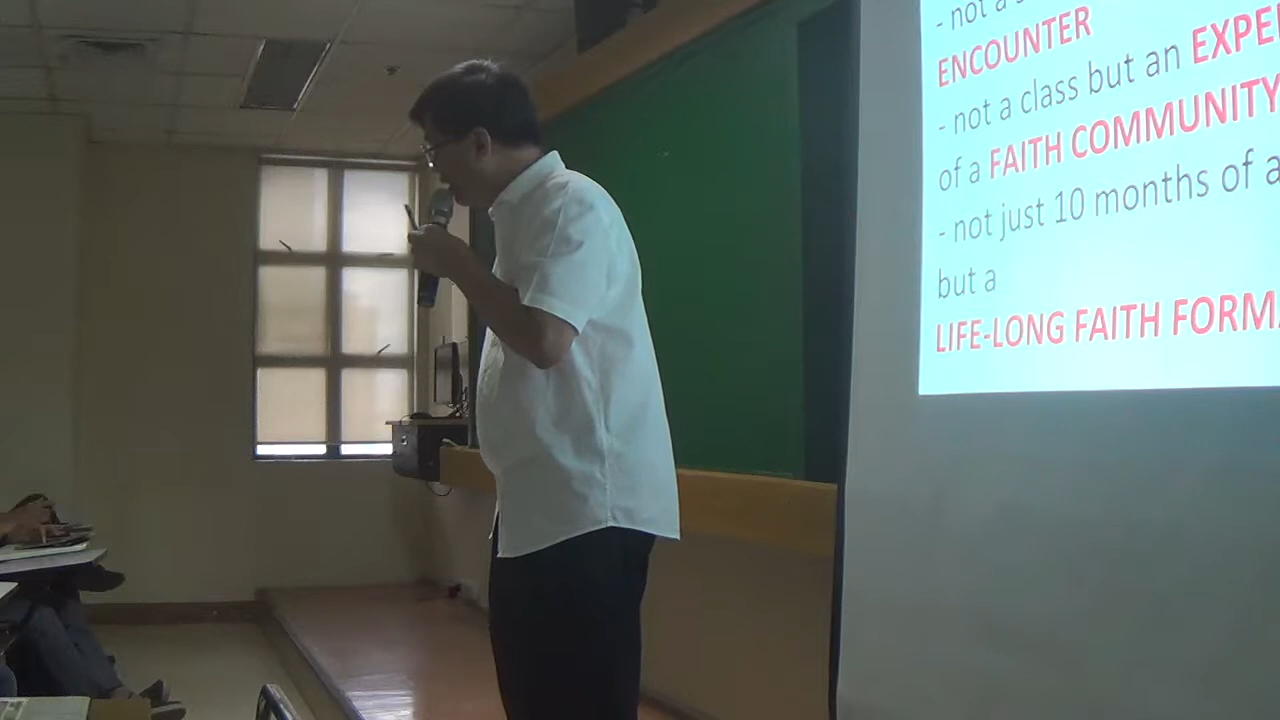 - not a
ENCOUNTER
- not a class but an EXPE
of a FAITH COMMUNITY
- not just 10 months of a
but a
LIFE-LONG FAITH FORM